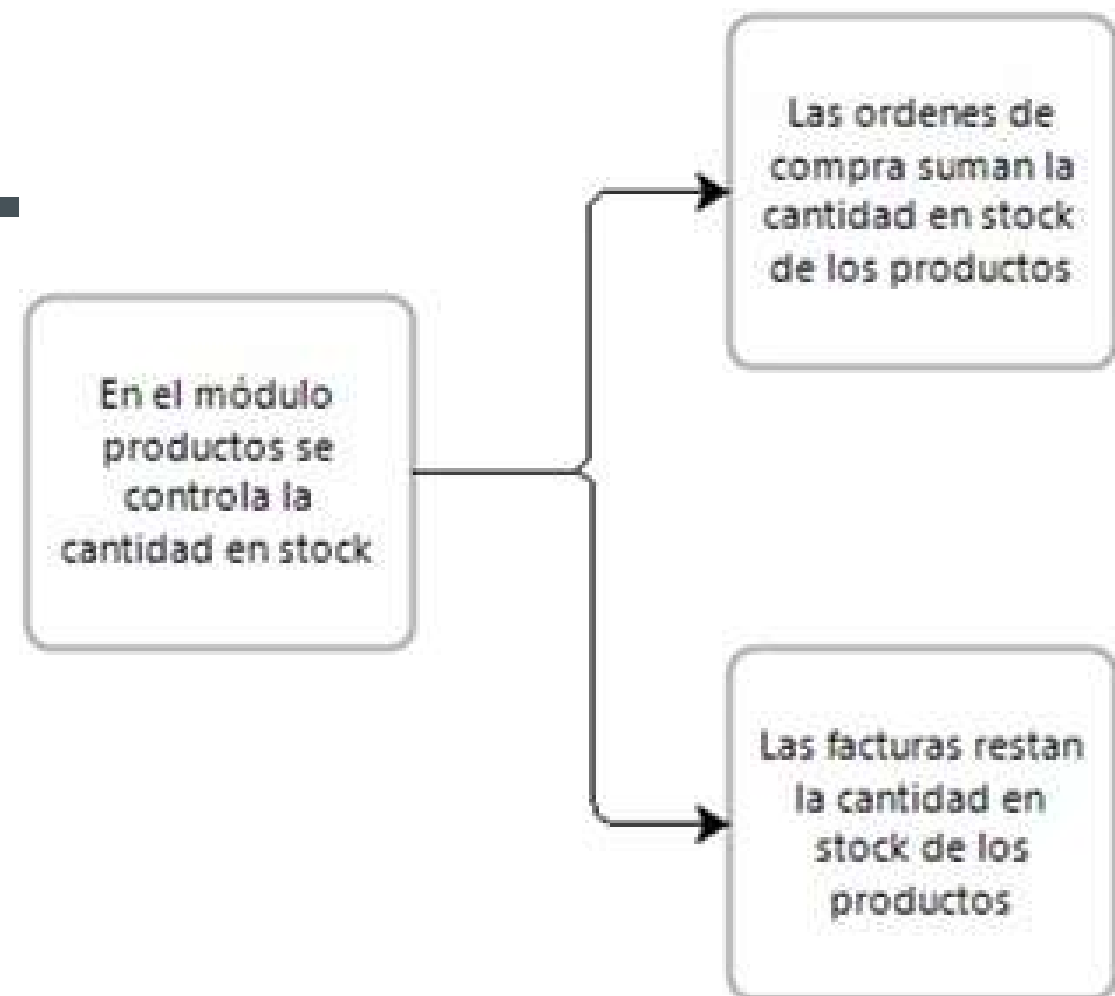 En el módulo
productos se
controla la
cantidad en stock
Las ordenes de
compra suman la
cantidad en stock
de los productos
Las facturas restan
la cantidad en
stock de los
productos